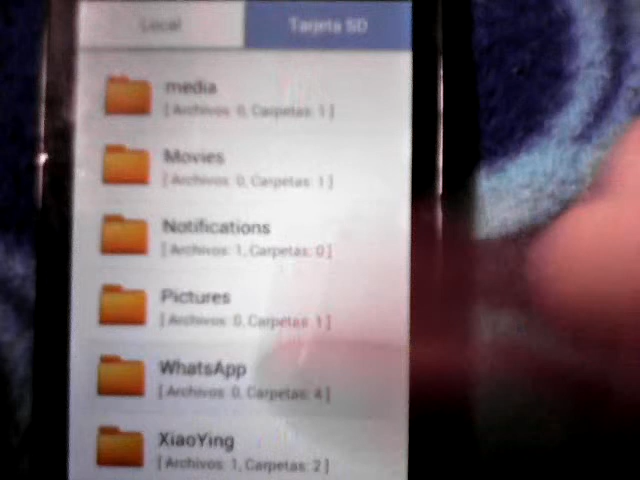 Local
Tarjeta SD
media
[ Archivos: 0, Carpetas: 1 ]
Movies
[ Archivos: 0, Carpetas: 1 ]
Notifications
[ Archivos: 1, Carpetas: 0 ]
Pictures
[ Archivos: 0, Carpetas: 1 ]
WhatsApp
[ Archivos: 0, Carpetas: 4 ]
XiaoYing
[ Archivos: 1, Carpetas: 2 ]